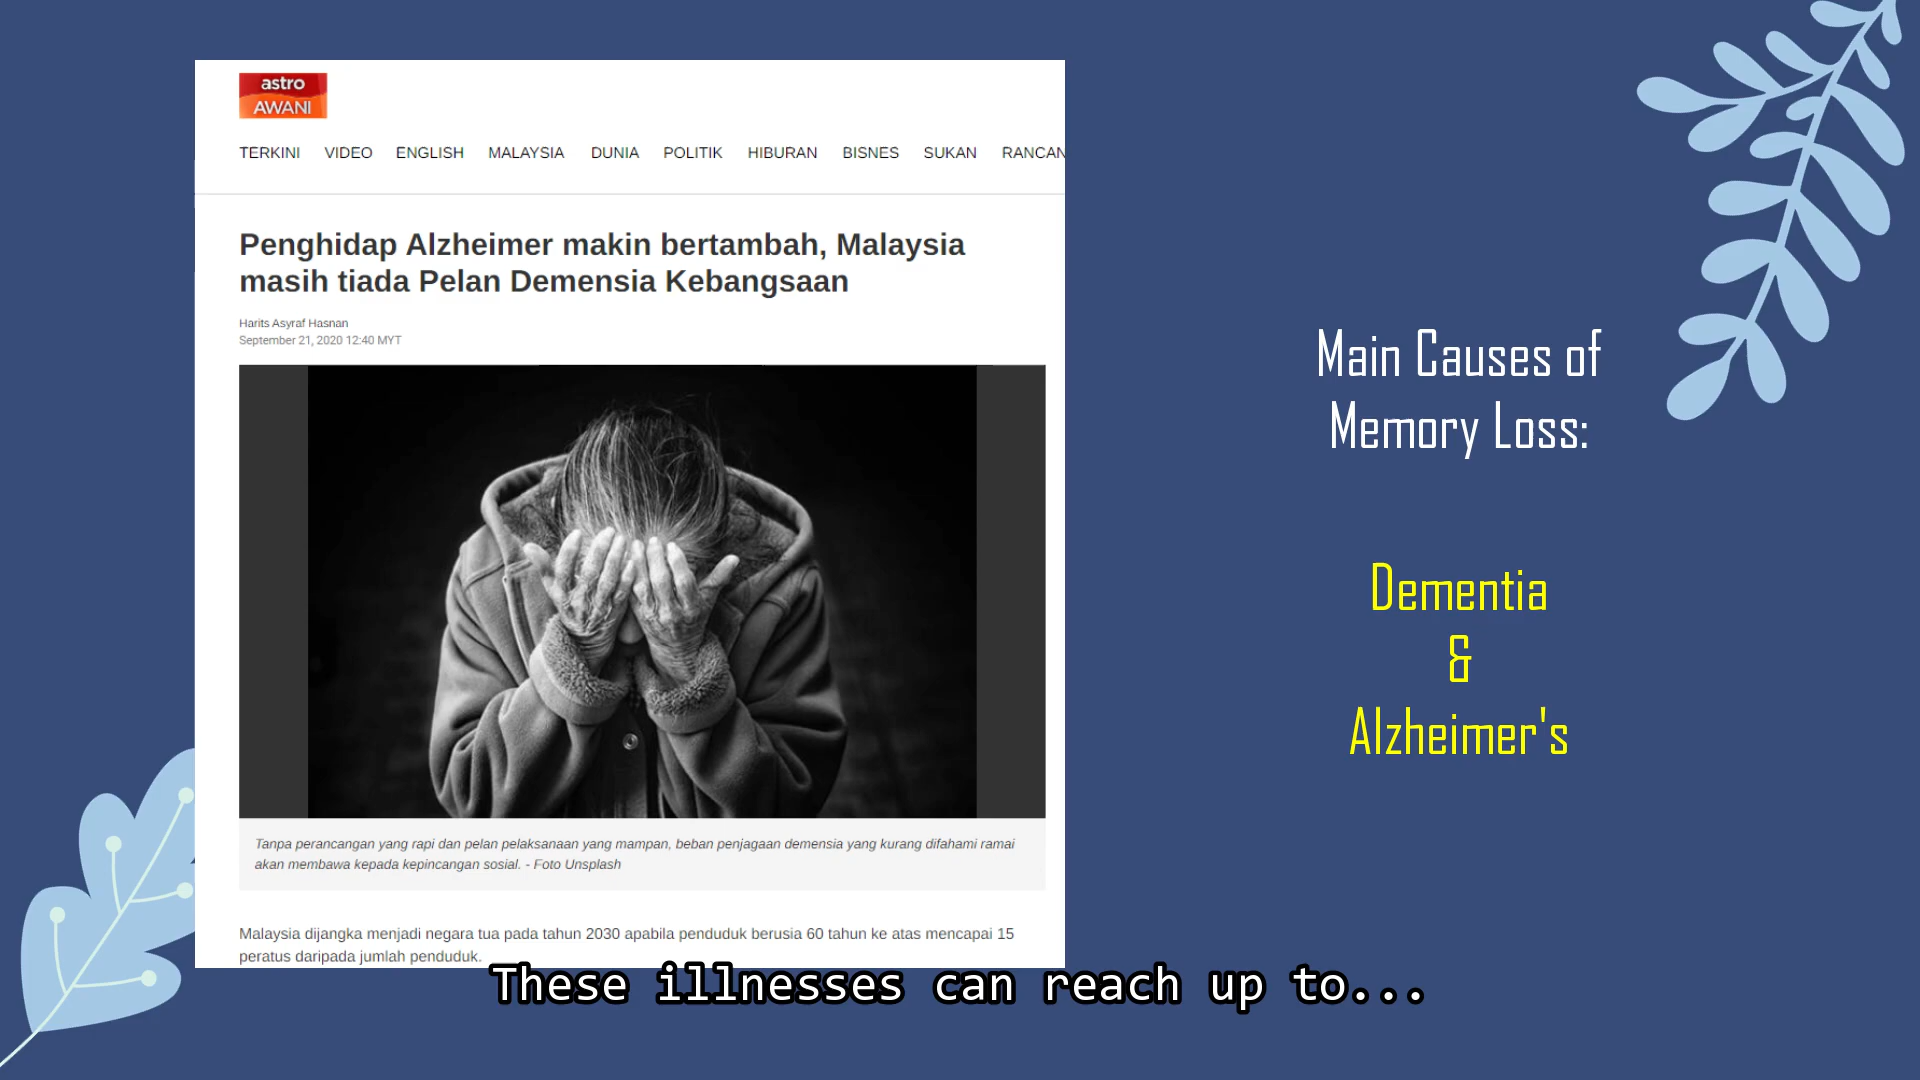 astro
AWANI
TERKINI VIDEO ENGLISH MALAYSIA DUNIA POLITIK HIBURAN BISNES SUKAN RANCAN
Penghidap Alzheimer makin bertambah, Malaysia
masih tiada Pelan Demensia Kebangsaan
Harits Asyraf Hasnan
September 21, 2020 12:40 MYT
Tanpa perancangan yang rapi dan pelan pelaksanaan yang mampan, beban penjagaan demensia yang kurang difahami ramai
akan membawa kepada kepincangan sosial. - Foto Unsplash
Malaysia dijangka menjadi negara tua pada tahun 2030 apabila penduduk berusia 60 tahun ke atas mencapai 15
peratus daripada jumlah penduduk.
Main Causes of
Memory Loss:
Dementia
&
Alzheimer's
These illnesses can reach up to...